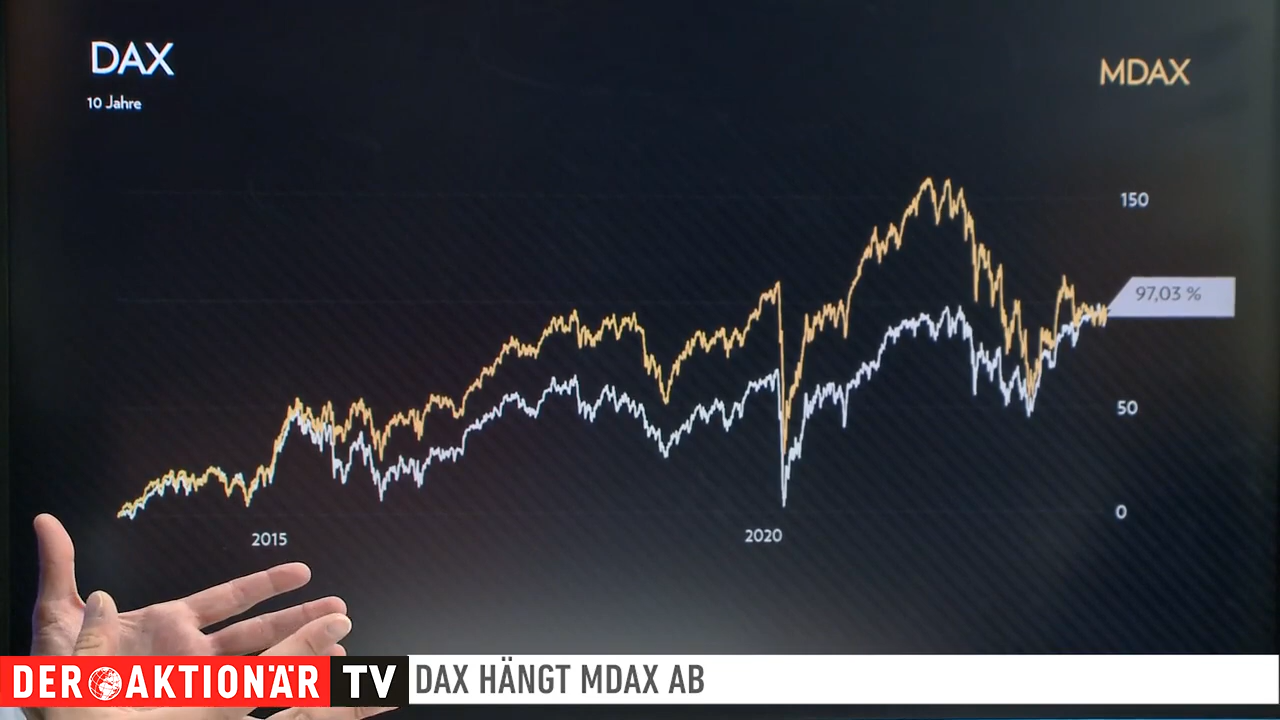 DAX
MDAX
10 Jahre
150
97,03 %
50
0
2015
2020
DER AKTIONÄR TV
DAX HÄNGT MDAX AB